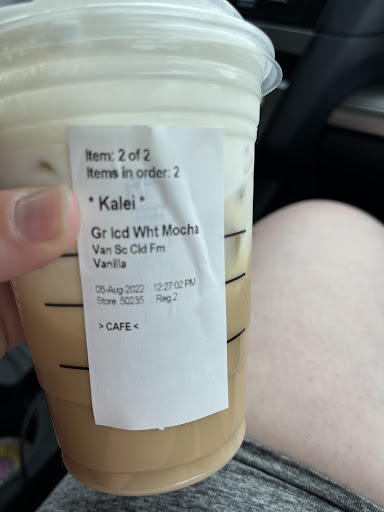 Item: 2 of 2
Items in order: 2
* Kalei *
Gr Icd Wht Mocha
Van Sc Cld Fm
Vanilla
06-Aug-2022 12:27:02 PM
Store 50235 Reg 2
> CAFE <